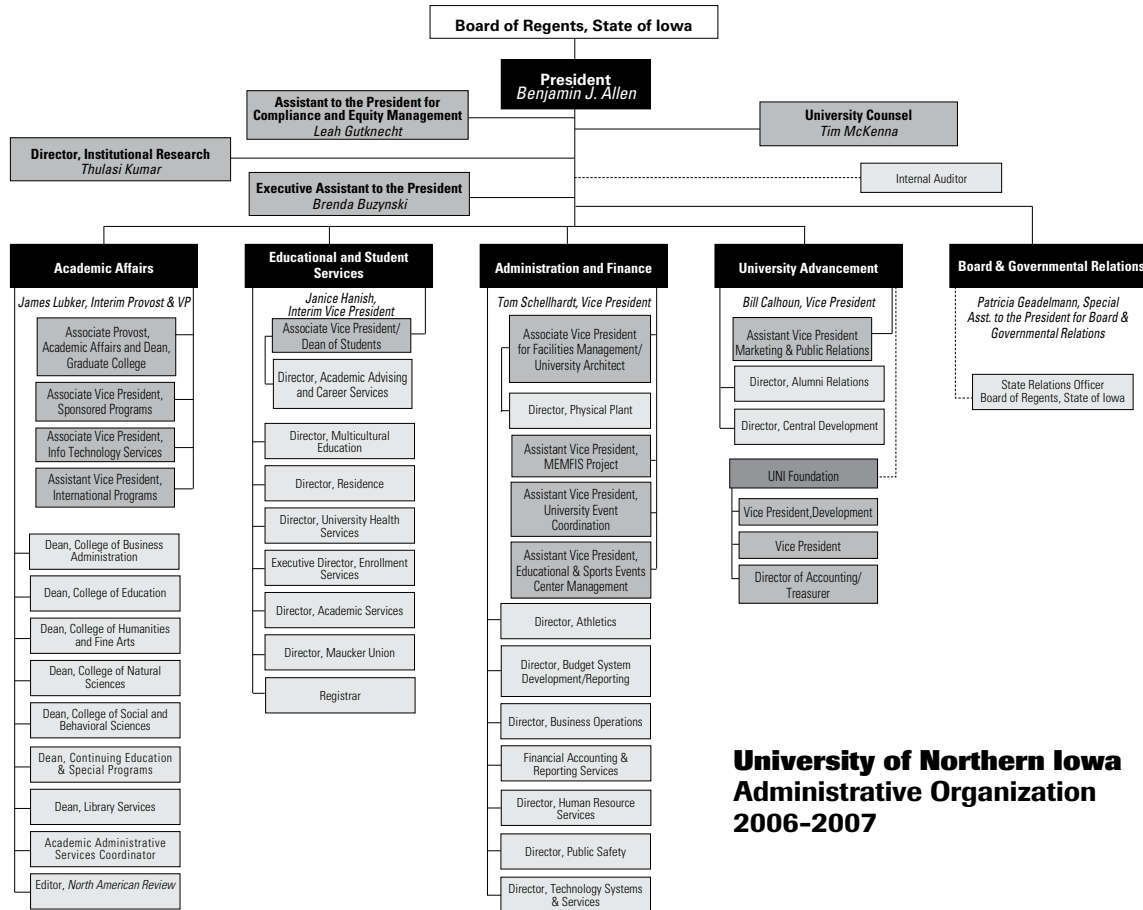 Board of Regents, State of Iowa
President
Benjamin J. Allen
Assistant to the President for
Compliance and Equity Management
Leah Gutknecht
University Counsel
Tim McKenna
Director, Institutional Research
Thulasi Kumar
Internal Auditor
Executive Assistant to the President
Brenda Buzynski
Academic Affairs
James Lubker, Interim Provost & VP
Associate Provost,
Academic Affairs and Dean,
Graduate College
Associate Vice President,
Sponsored Programs
Associate Vice President,
Info Technology Services
Assistant Vice President,
International Programs
Dean, College of Business
Administration
Dean, College of Education
Dean, College of Humanities
and Fine Arts
Dean, College of Natural
Sciences
Dean, College of Social and
Behavioral Sciences
Dean, Continuing Education
& Special Programs
Dean, Library Services
Academic Administrative
Services Coordinator
Editor, North American Review
Educational and Student
Services
Janice Hanish,
Interim Vice President
Associate Vice President/
Dean of Students
Director, Academic Advising
and Career Services
Director, Multicultural
Education
Director, Residence
Director, University Health
Services
Executive Director, Enrollment
Services
Director, Academic Services
Director, Maucker Union
Registrar
Administration and Finance
Tom Schellhardt, Vice President
Associate Vice President
for Facilities Management/
University Architect
Director, Physical Plant
Assistant Vice President,
MEMFIS Project
Assistant Vice President,
University Event
Coordination
Assistant Vice President,
Educational & Sports Events
Center Management
Director, Athletics
Director, Budget System
Development/Reporting
Director, Business Operations
Financial Accounting &
Reporting Services
Director, Human Resource
Services
Director, Public Safety
Director, Technology Systems
& Services
University Advancement
Bill Calhoun, Vice President
Assistant Vice President
Marketing & Public Relations
Director, Alumni Relations
Director, Central Development
UNI Foundation
Vice President,Development
Vice President
Director of Accounting/
Treasurer
Board & Governmental Relations
Patricia Geadelmann, Special
Asst. to the President for Board &
Governmental Relations
State Relations Officer
Board of Regents, State of Iowa
University of Northern Iowa
Administrative Organization
2006-2007